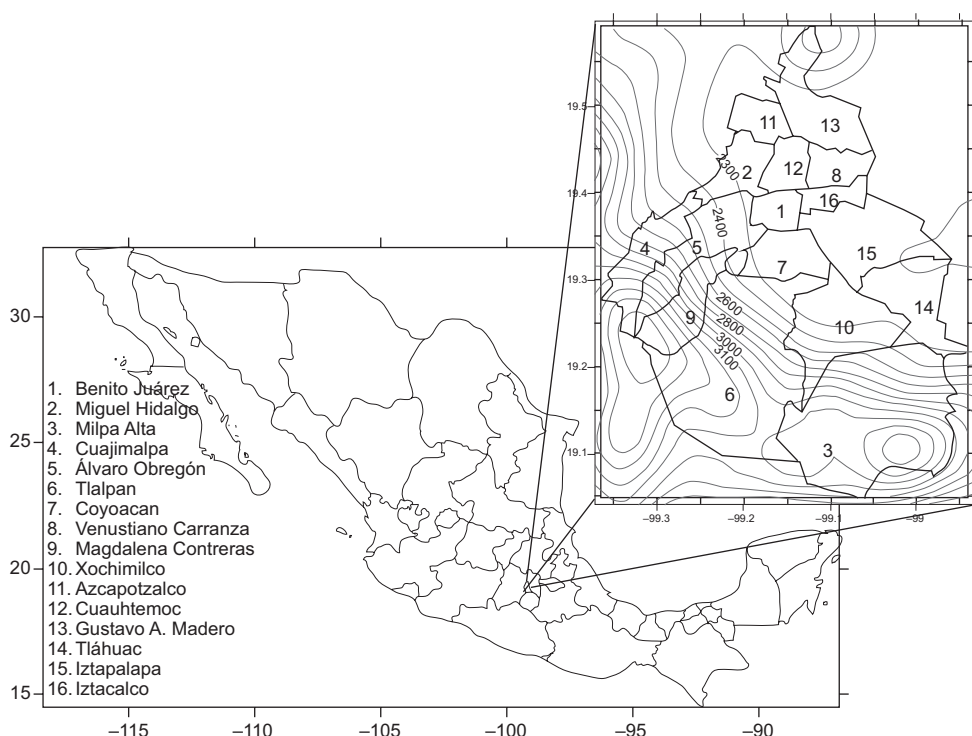 19.5
19.4
19.3
19.2
19.1
−99.3
−99.2
−99.1
−99
11
13
2
12
8
16
1
4
5
7
15
14
9
10
6
3
2300
2400
2600
2800
3000
3100
30
25
20
15
−115
−110
−105
−100
−95
−90
1. Benito Juárez
2. Miguel Hidalgo
3. Milpa Alta
4. Cuajimalpa
5. Álvaro Obregón
6. Tlalpan
7. Coyoacan
8. Venustiano Carranza
9. Magdalena Contreras
10. Xochimilco
11. Azcapotzalco
12. Cuauhtemoc
13. Gustavo A. Madero
14. Tláhuac
15. Iztapalapa
16. Iztacalco